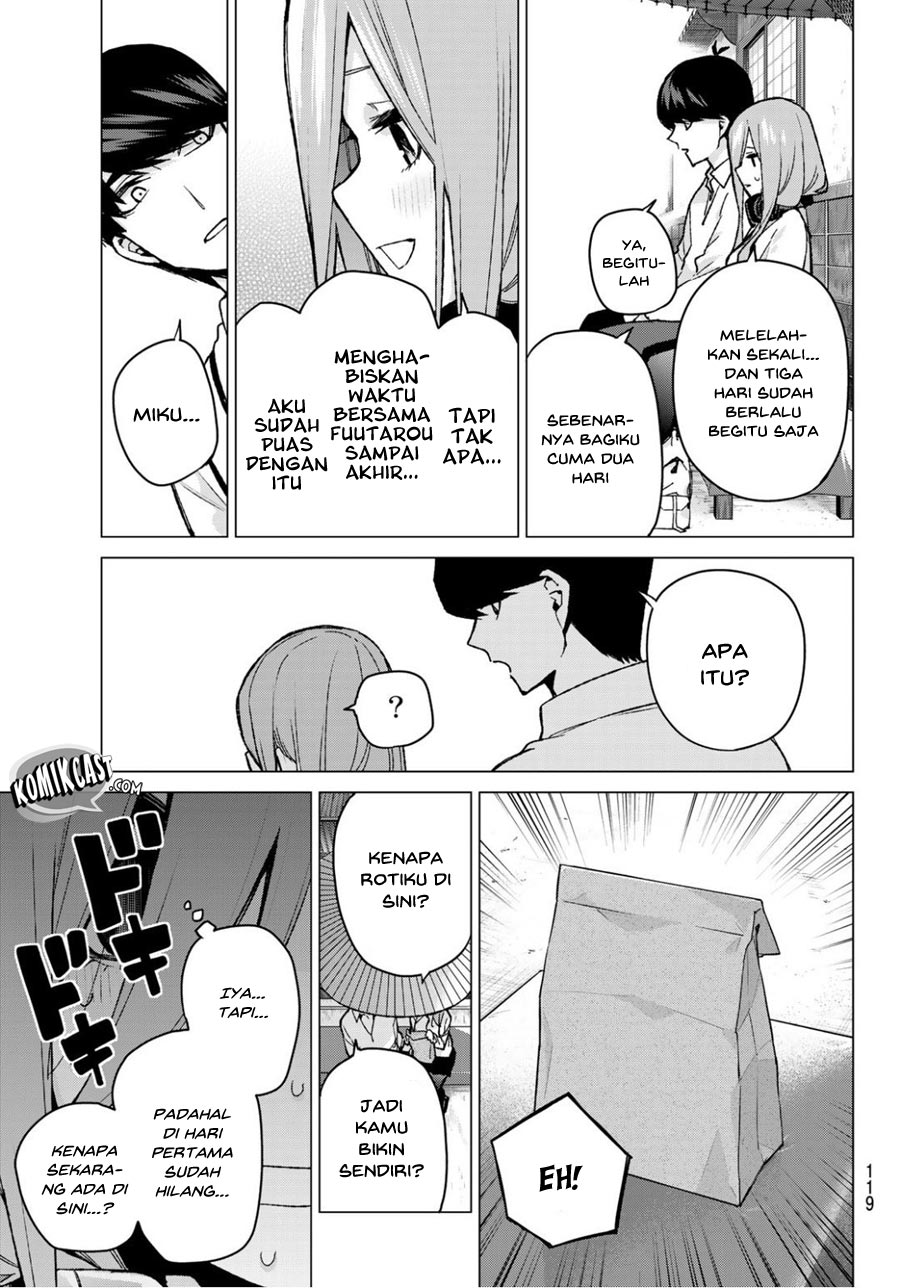 MELELAH-
KAN SEKALI...
DAN TIGA
HARI SUDAH
BERLALU
BEGITU SAJA
YA,
BEGITU-
LAH
SEBENAR-
NYA BAGIKU
CUMA DUA
HARI
TAPI
TAK
APA...
MENGHA-
BISKAN
WAKTU
BERSAMA
FUUTAROU
SAMPAI
AKHIR...
AKU
SUDAH
PUAS
DENGAN
ITU
MIKU...
APA
ITU?
?
EH!
KENAPA
ROTIKU DI
SINI?
JADI
KAMU
BIKIN
SENDIRI?
IYA...
TAPI...
PADAHAL
DI HARI
PERTAMA
SUDAH
HILANG...
KENAPA
SEKARA-
NG ADA DI
SINI...?
ドキ
ドキ
KOMIKCAST
.COM
119